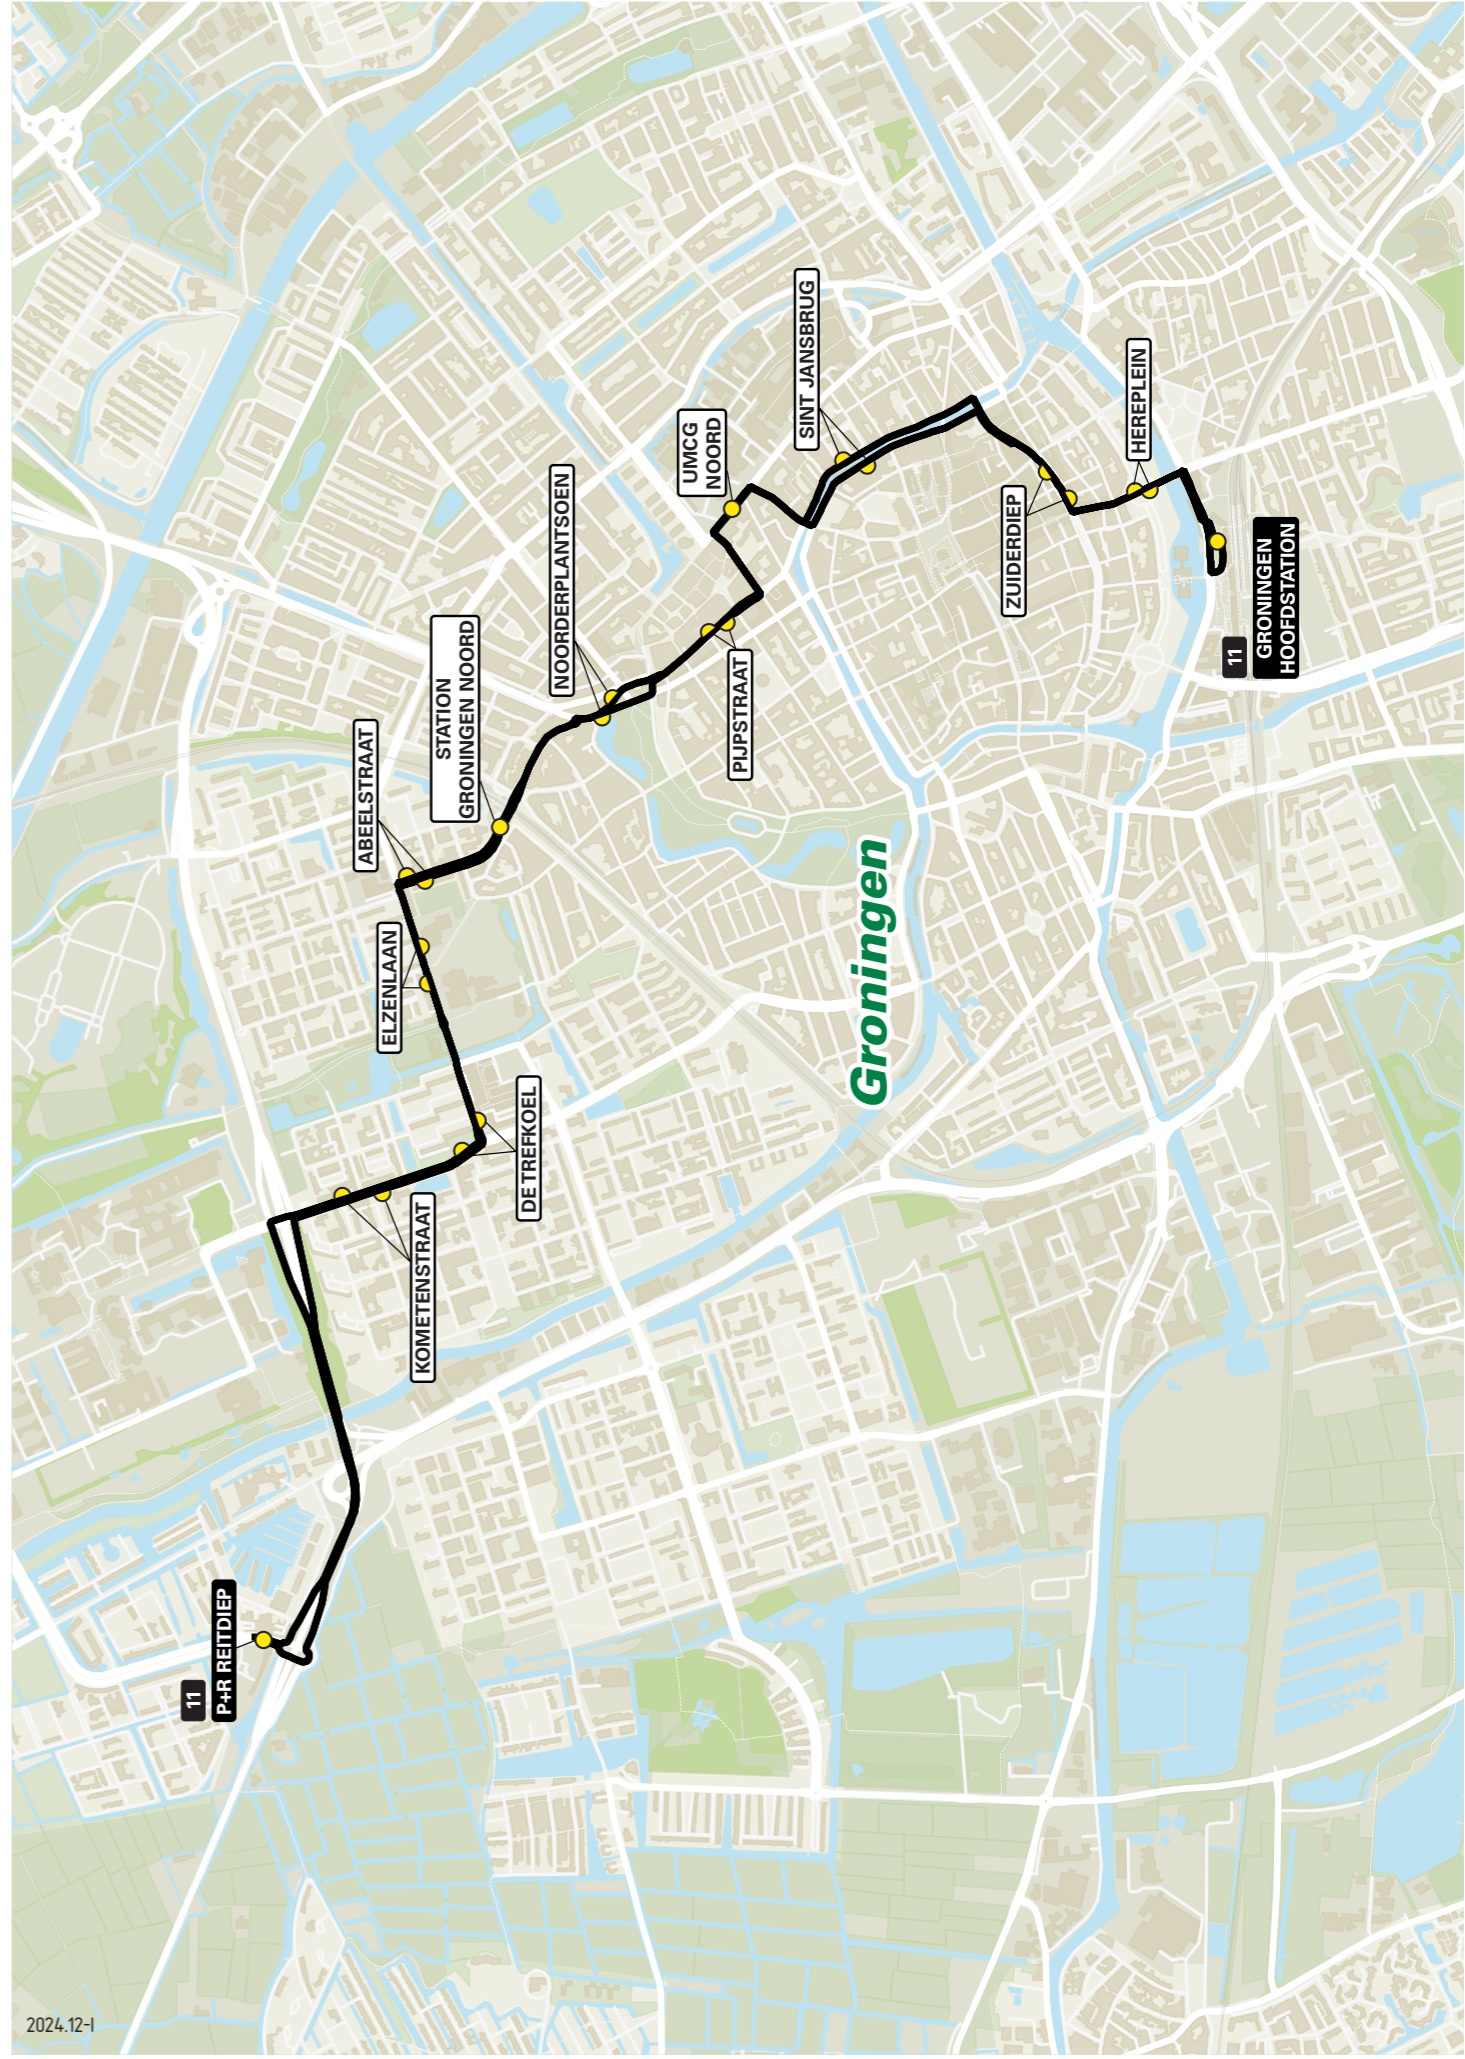 11
P+R REITDIEP
KOMETENSTRAAT
DE TREFKOEL
ELZENLAAN
ABEELSTRAAT
STATION
GRONINGEN NOORD
NOORDERPLANTSOEN
PIJPSTRAAT
UMCG
NOORD
SINT JANSBRUG
ZUIDERDIEP
HEREPLEIN
11
GRONINGEN
HOOFDSTATION
Groningen
2024.12-I